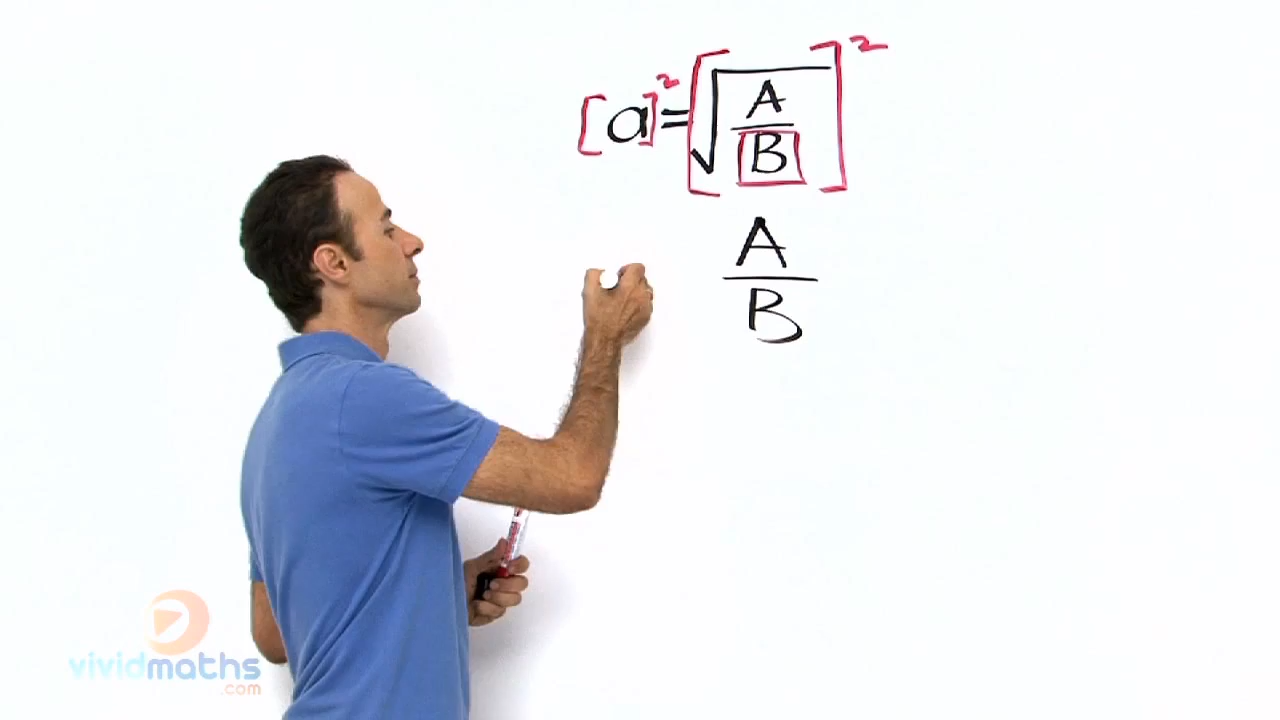 [a]² = [√(A/B)]²
A
B
vividmaths
.com